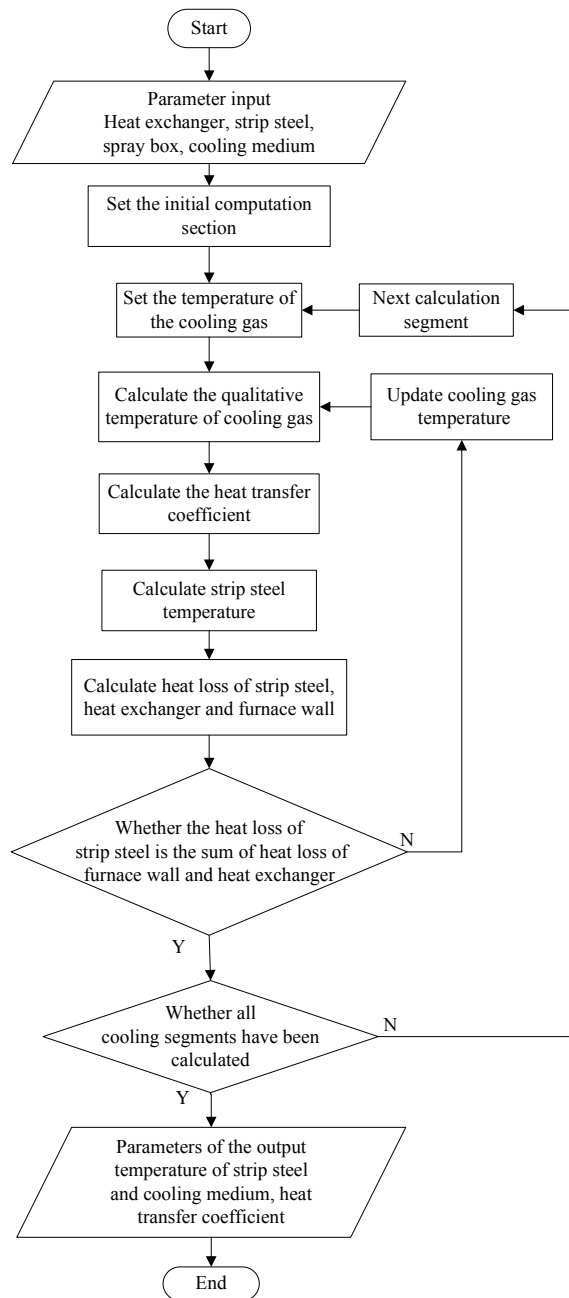 Start
Parameter input
Heat exchanger, strip steel,
spray box, cooling medium
Set the initial computation
section
Set the temperature of
the cooling gas
Next calculation
segment
Calculate the qualitative
temperature of cooling gas
Update cooling gas
temperature
Calculate the heat transfer
coefficient
Calculate strip steel
temperature
Calculate heat loss of strip steel,
heat exchanger and furnace wall
Whether the heat loss of
strip steel is the sum of heat loss of
furnace wall and heat exchanger
N
Y
Whether all
cooling segments have been
calculated
N
Y
Parameters of the output
temperature of strip steel
and cooling medium, heat
transfer coefficient
End